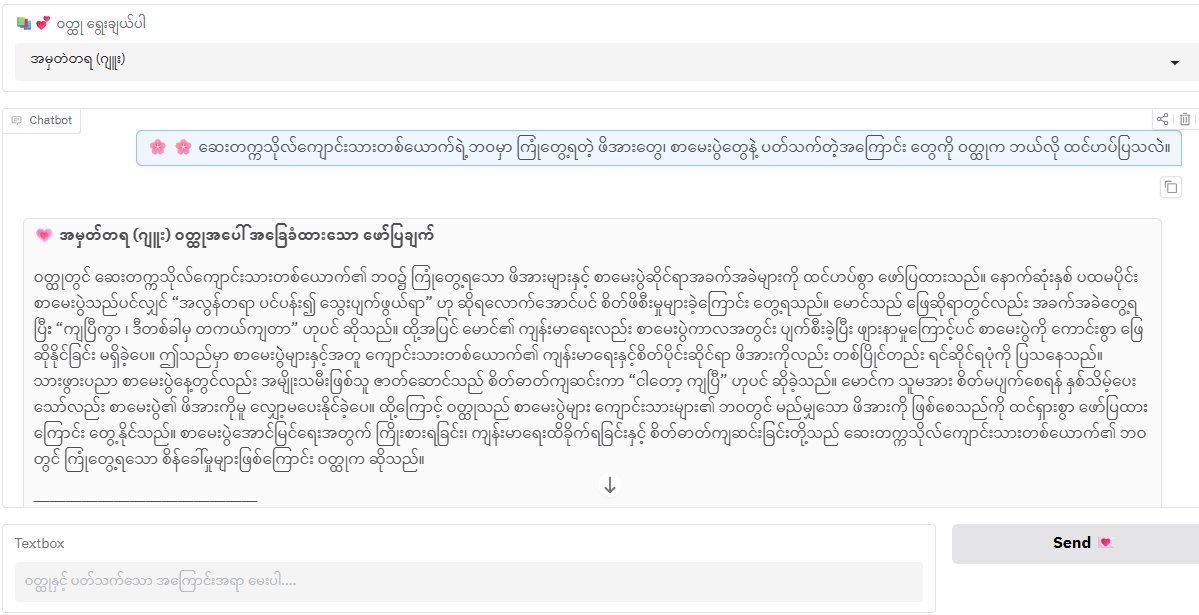 ဝတ္ထု ရွေးချယ်ပါ
အမှတဲတရ (ဂျူး)
Chatbot
🌸 🌸 ဆေးတက္ကသိုလ်ကျောင်းသားတစ်ယောက်ရဲ့ဘဝမှာ ကြုံတွေ့ရတဲ့ ဖိအားတွေ၊ စာမေးပွဲတွေနဲ့ ပတ်သက်တဲ့အကြောင်း တွေကို ဝတ္ထုက ဘယ်လို ထင်ဟပ်ပြသလဲ။
💗 အမှတ်တရ (ဂျူး) ဝတ္ထုအပေါ် အခြေခံထားသော ဖော်ပြချက်
ဝတ္ထုတွင် ဆေးတက္ကသိုလ်ကျောင်းသားတစ်ယောက်၏ ဘဝ၌ ကြုံတွေ့ရသော ဖိအားများနှင့် စာမေးပွဲဆိုင်ရာအခက်အခဲများကို ထင်ဟပ်စွာ ဖော်ပြထားသည်။ နောက်ဆုံးနှစ် ပထမပိုင်း
စာမေးပွဲသည်ပင်လျှင် “အလွန်တရာ ပင်ပန်း၍ သွေးပျက်ဖွယ်ရာ” ဟု ဆိုရလောက်အောင်ပင် စိတ်ဖိစီးမှုများခဲ့ကြောင်း တွေ့ရသည်။ မောင်သည် ဖြေဆိုရာတွင်လည်း အခက်အခဲတွေ့ရ
ပြီး “ကျပြီကွာ ၊ ဒီတစ်ခါမှ တကယ်ကျတာ” ဟုပင် ဆိုသည်။ ထို့အပြင် မောင်၏ ကျန်းမာရေးလည်း စာမေးပွဲကာလအတွင်း ပျက်စီးခဲ့ပြီး ဖျားနာမှုကြောင့်ပင် စာမေးပွဲကို ကောင်းစွာ ဖြေ
ဆိုနိုင်ခြင်း မရှိခဲ့ပေ။ ဤသည်မှာ စာမေးပွဲများနှင့်အတူ ကျောင်းသားတစ်ယောက်၏ ကျန်းမာရေးနှင့်စိတ်ပိုင်းဆိုင်ရာ ဖိအားကိုလည်း တစ်ပြိုင်တည်း ရင်ဆိုင်ရပုံကို ပြသနေသည်။
သားဖွားပညာ စာမေးပွဲနေ့တွင်လည်း အမျိုးသမီးဖြစ်သူ ဇာတ်ဆောင်သည် စိတ်ဓာတ်ကျဆင်းကာ “ငါတော့ ကျပြီ” ဟုပင် ဆိုခဲ့သည်။ မောင်က သူမအား စိတ်မပျက်စေရန် နှစ်သိမ့်ပေး
သော်လည်း စာမေးပွဲ၏ ဖိအားကိုမူ လျှော့မပေးနိုင်ခဲ့ပေ။ ထို့ကြောင့် ဝတ္ထုသည် စာမေးပွဲများ ကျောင်းသားများ၏ ဘဝတွင် မည်မျှသော ဖိအားကို ဖြစ်စေသည်ကို ထင်ရှားစွာ ဖော်ပြထား
ကြောင်း တွေ့နိုင်သည်။ စာမေးပွဲအောင်မြင်ရေးအတွက် ကြိုးစားရခြင်း၊ ကျန်းမာရေးထိခိုက်ရခြင်းနှင့် စိတ်ဓာတ်ကျဆင်းခြင်းတို့သည် ဆေးတက္ကသိုလ်ကျောင်းသားတစ်ယောက်၏ ဘဝ
တွင် ကြုံတွေ့ရသော စိန်ခေါ်မှုများဖြစ်ကြောင်း ဝတ္ထုက ဆိုသည်။
Textbox
ဝတ္ထုနှင့် ပတ်သက်သော အကြောင်းအရာ မေးပါ....
Send 💌